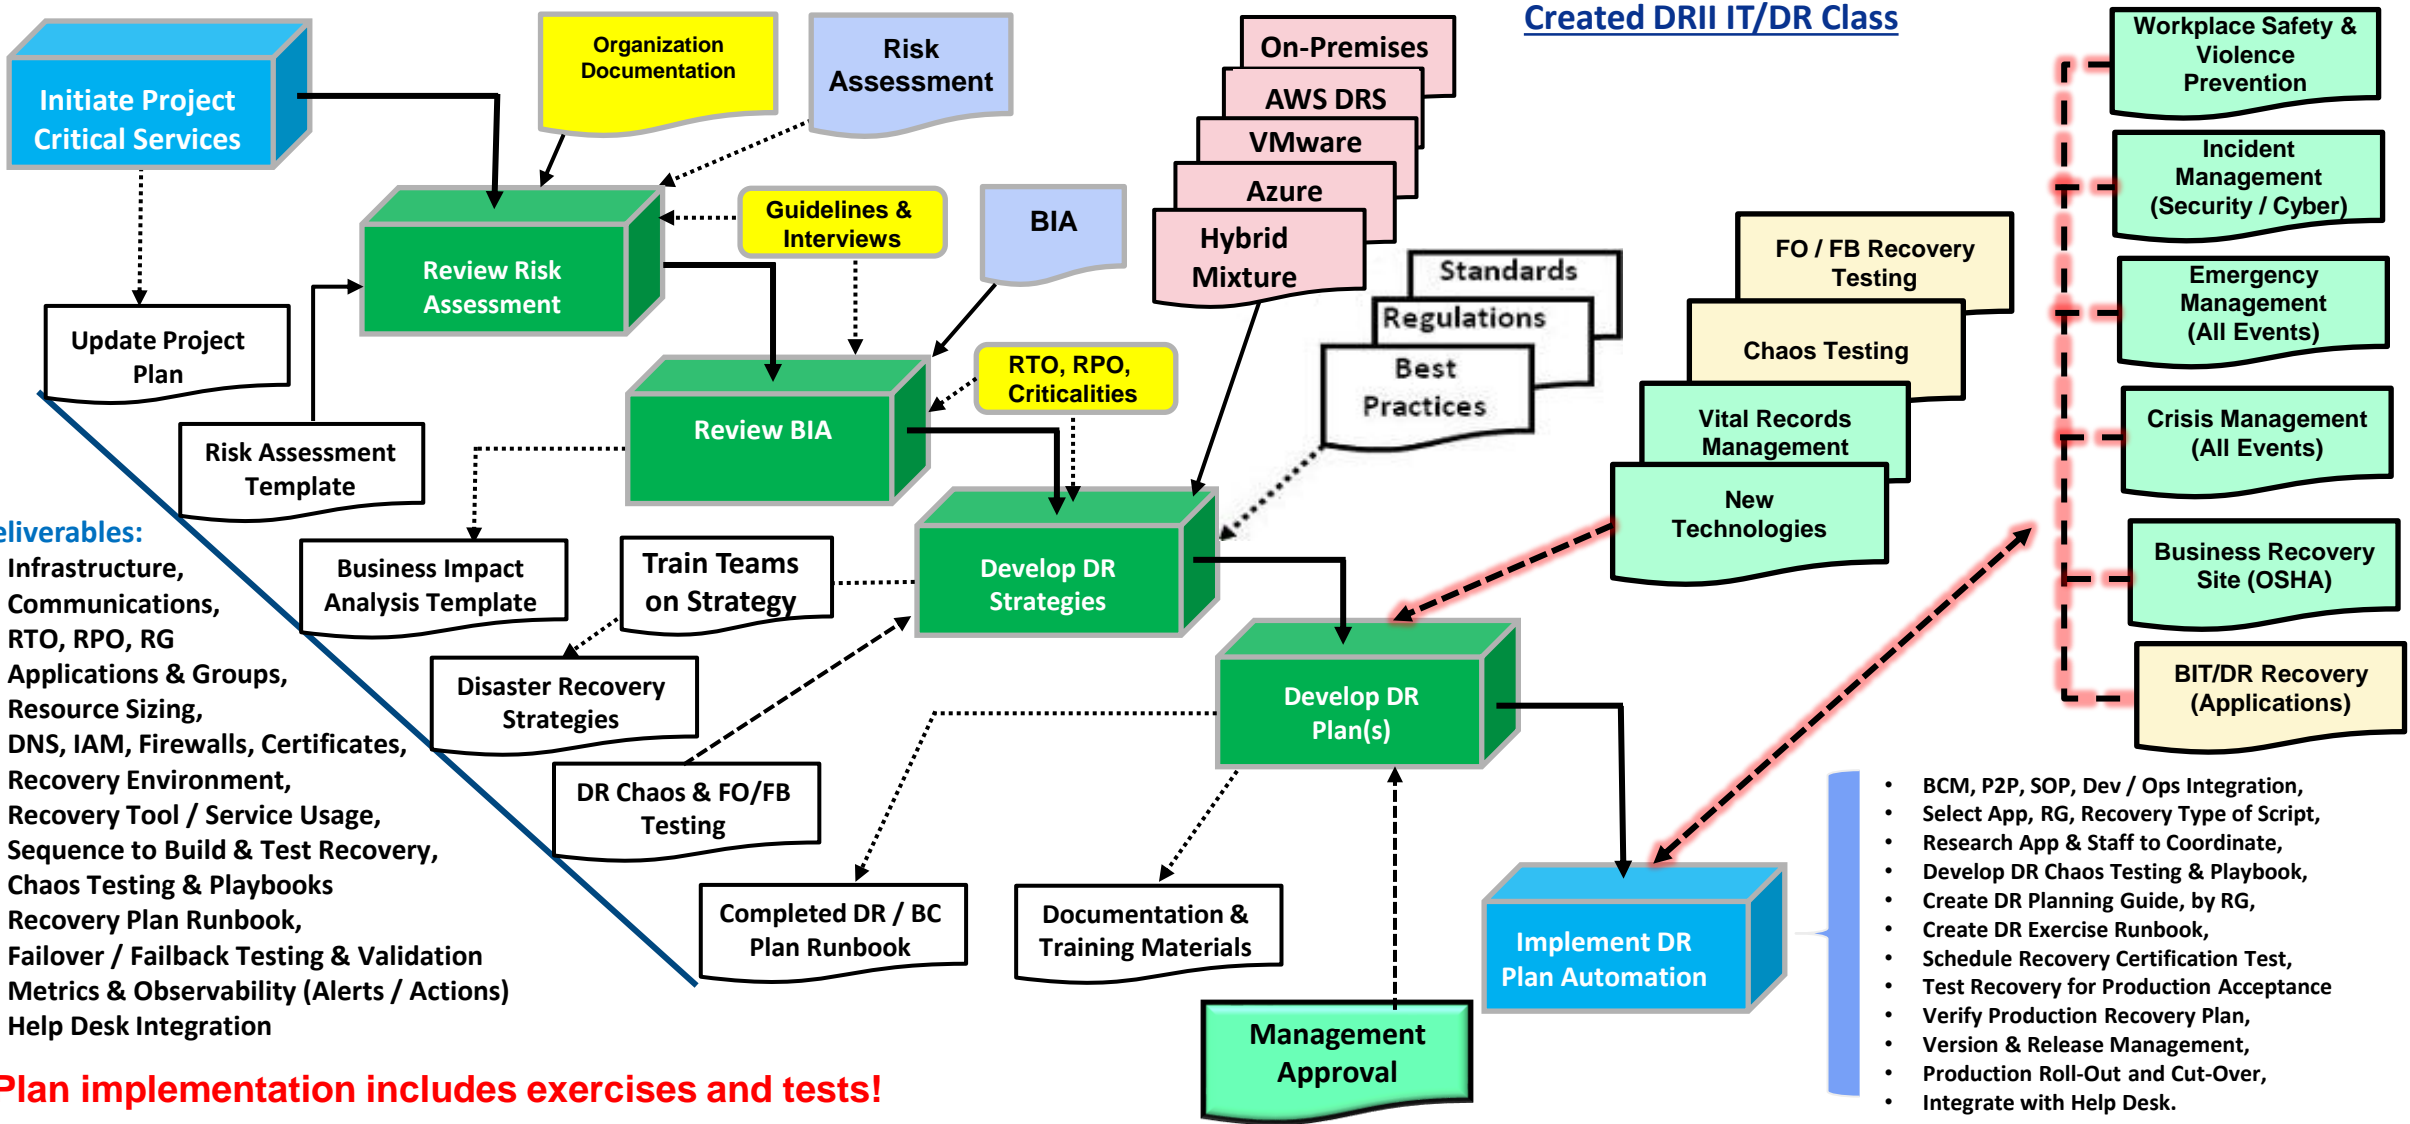 Created DRII IT/DR Class
Initiate Project
Critical Services
Organization
Documentation
Risk
Assessment
On-Premises
AWS DRS
VMware
Azure
Hybrid
Mixture
Workplace Safety &
Violence
Prevention
Incident
Management
(Security / Cyber)
Emergency
Management
(All Events)
Crisis Management
(All Events)
Business Recovery
Site (OSHA)
BIT/DR Recovery
(Applications)
Guidelines &
Interviews
BIA
Review Risk
Assessment
Standards
Regulations
Best
Practices
FO / FB Recovery
Testing
Chaos Testing
Vital Records
Management
New
Technologies
Update Project
Plan
RTO, RPO,
Criticalities
Review BIA
Risk Assessment
Template
Business Impact
Analysis Template
Train Teams
on Strategy
Develop DR
Strategies
Disaster Recovery
Strategies
Develop DR
Plan(s)
DR Chaos & FO/FB
Testing
Completed DR / BC
Plan Runbook
Documentation &
Training Materials
Implement DR
Plan Automation
Management
Approval
eliverables:
Infrastructure,
Communications,
RTO, RPO, RG
Applications & Groups,
Resource Sizing,
DNS, IAM, Firewalls, Certificates,
Recovery Environment,
Recovery Tool / Service Usage,
Sequence to Build & Test Recovery,
Chaos Testing & Playbooks
Recovery Plan Runbook,
Failover / Failback Testing & Validation
Metrics & Observability (Alerts / Actions)
Help Desk Integration
Plan implementation includes exercises and tests!
• BCM, P2P, SOP, Dev / Ops Integration,
• Select App, RG, Recovery Type of Script,
• Research App & Staff to Coordinate,
• Develop DR Chaos Testing & Playbook,
• Create DR Planning Guide, by RG,
• Create DR Exercise Runbook,
• Schedule Recovery Certification Test,
• Test Recovery for Production Acceptance
• Verify Production Recovery Plan,
• Version & Release Management,
• Production Roll-Out and Cut-Over,
• Integrate with Help Desk.